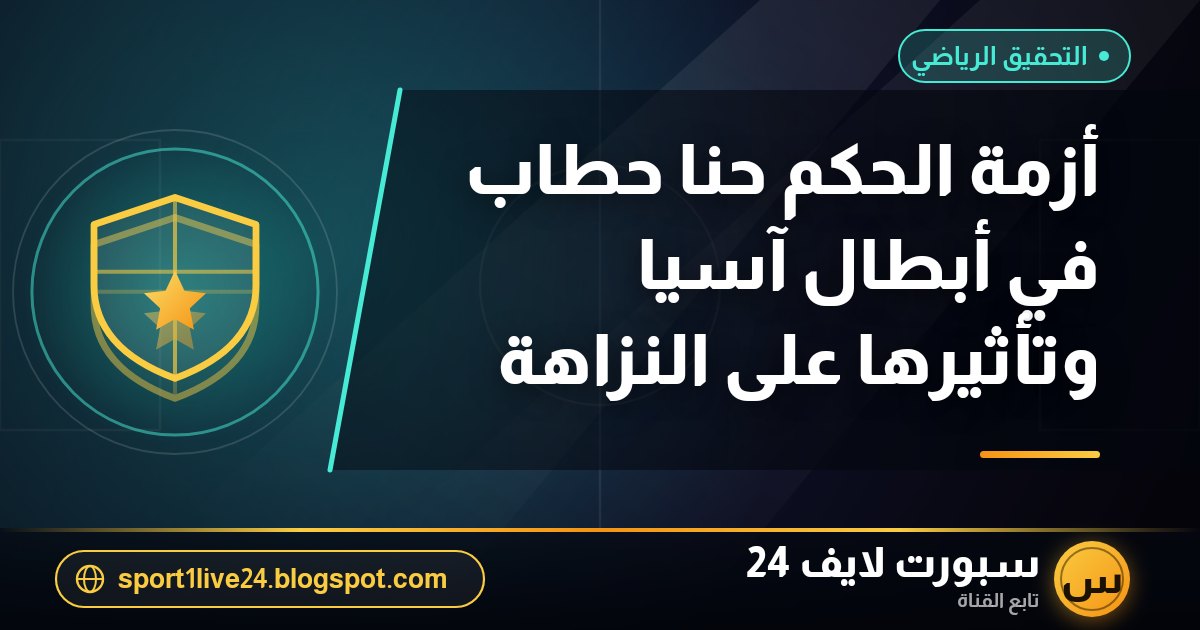 التحقيق الرياضي
أزمة الحكم حنا حطاب
في أبطال آسيا
وتأثيرها على النزاهة
سبورت لايف 24
تابع القناة
س
sport1live24.blogspot.com